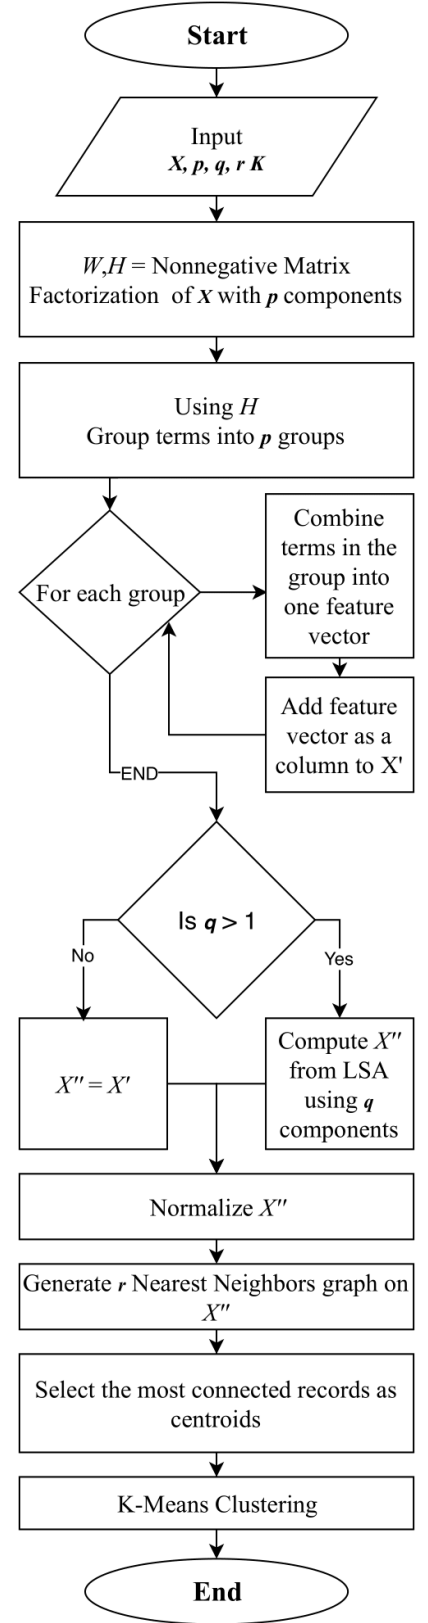 Start
Input
X, p, q, r K
W,H = Nonnegative Matrix
Factorization of X with p components
Using H
Group terms into p groups
For each group
Combine
terms in the
group into
one feature
vector
Add feature
vector as a
column to X'
END
Is q > 1
No
Yes
X″ = X′
Compute X″
from LSA
using q
components
Normalize X″
Generate r Nearest Neighbors graph on
X″
Select the most connected records as
centroids
K-Means Clustering
End